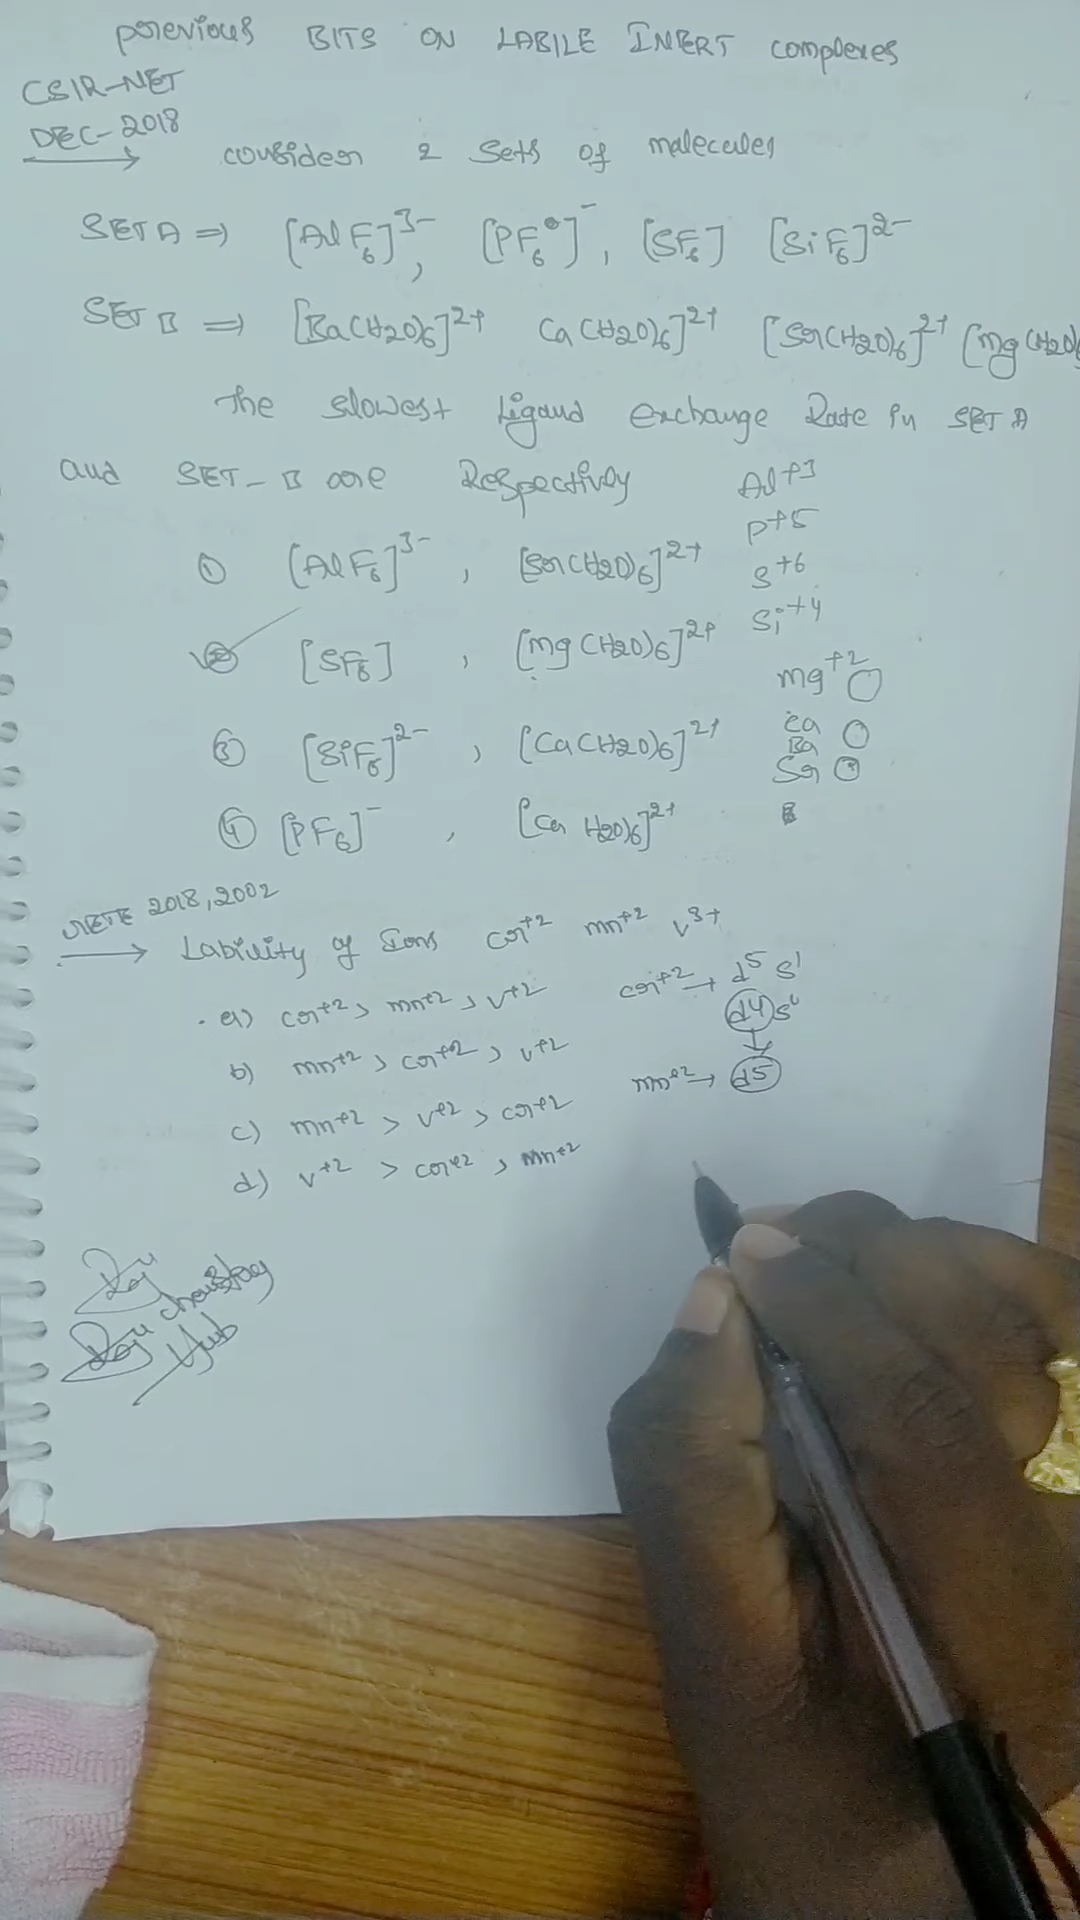 previous BITS ON LABILE INERT complexes
CSIR-NET
DEC-2018
consider 2 sets of molecules
SET A ⇒ [AlF6]3-, [PF6]-, [SF6] [SiF6]2-
SET B ⇒ [Ba(H2O)6]2+ Ca(H2O)6]2+ [Sr(H2O)6]2+ [mg(H2O)6
The slowest Ligand Exchange Rate in SET A
and SET-B are Respectively
Al+3
P+5
S+6
Si+4
① [AlF6]3-, [Sr(H2O)6]2+
② [SF6], [mg(H2O)6]2+
mg+2
③ [SiF6]2-, [Ca(H2O)6]2+
Ca
Ba
Sr
④ [PF6]-, [Ca H2O)6]2+
2018, 2002
Lability of Ions Cr+2 mn+2 V3+
a) Cr+2 > mn+2 > V+2
Cr+2 → d5 s1
d4 s0
b) mn+2 > Cr+2 > V+2
mn+2 → d5
c) mn+2 > V+2 > Cr+2
d) V+2 > Cr+2 > mn+2
Raju
Raju chemistry
Hub